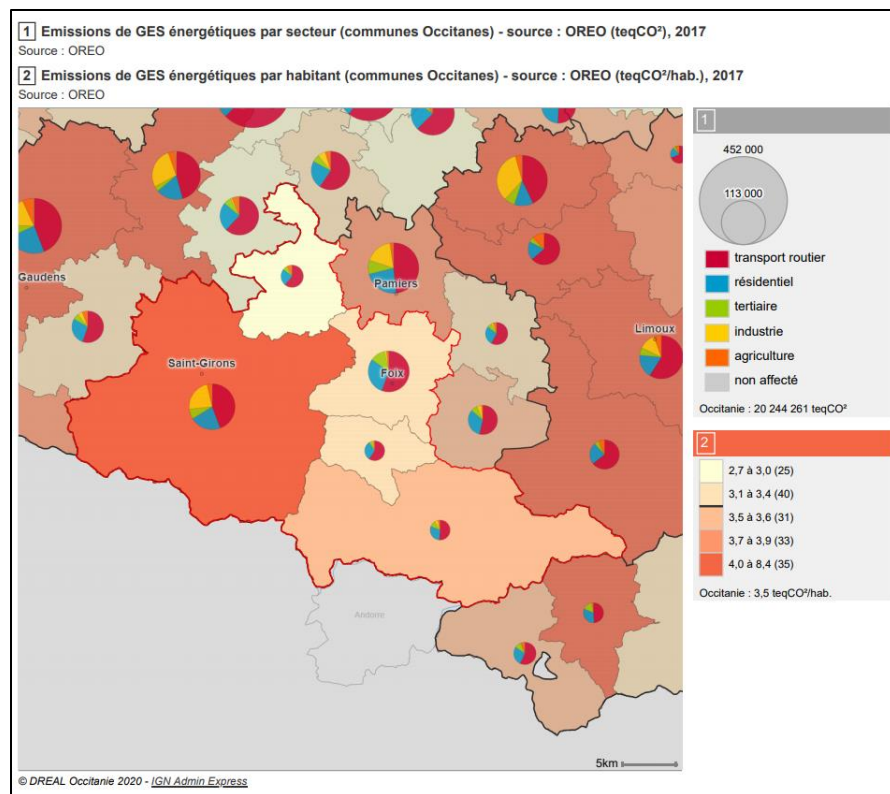 1 Emissions de GES énergétiques par secteur (communes Occitanes) - source : OREO (teqCO²), 2017
Source : OREO
2 Emissions de GES énergétiques par habitant (communes Occitanes) - source : OREO (teqCO²/hab.), 2017
Source : OREO
1
452 000
113 000
transport routier
résidentiel
tertiaire
industrie
agriculture
non affecté
Occitanie : 20 244 261 teqCO²
2
2,7 à 3,0 (25)
3,1 à 3,4 (40)
3,5 à 3,6 (31)
3,7 à 3,9 (33)
4,0 à 8,4 (35)
Occitanie : 3,5 teqCO²/hab.
Gaudens
Pamiers
Limoux
Saint-Girons
Foix
Andorre
5km
© DREAL Occitanie 2020 - IGN Admin Express